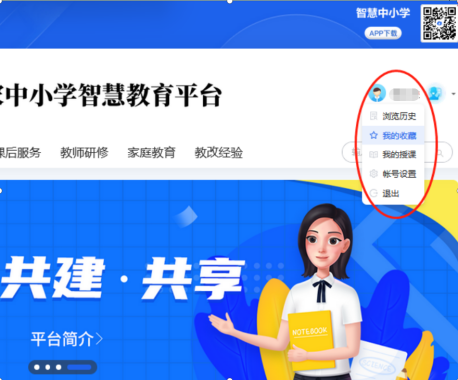 智慧中小学
APP下载
家中小学智慧教育平台
浏览历史
课后服务 教师研修 家庭教育 教改经验
我的收藏
我的授课
帐号设置
退出
共建·共享
平台简介>
NOTEBOOK